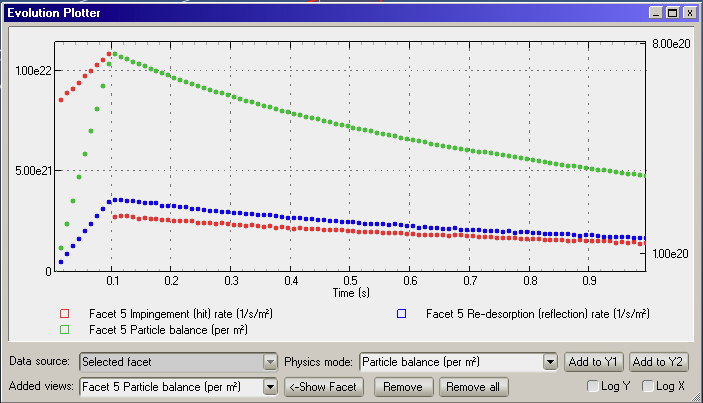 Evolution Plotter
8.00e20
100e22
5.00e21
100e20
0
0.1 0.2 0.3 0.4 0.5 0.6 0.7 0.8 0.9
Time (s)
Facet 5 Impingement (hit) rate (1/s/m²) Facet 5 Re-desorption (reflection) rate (1/s/m²)
Facet 5 Particle balance (per m²)
Data source: Selected facet Physics mode: Particle balance (per m²) Add to Y1 Add to Y2
Added views: Facet 5 Particle balance (per m²) <-Show Facet Remove Remove all Log Y Log X